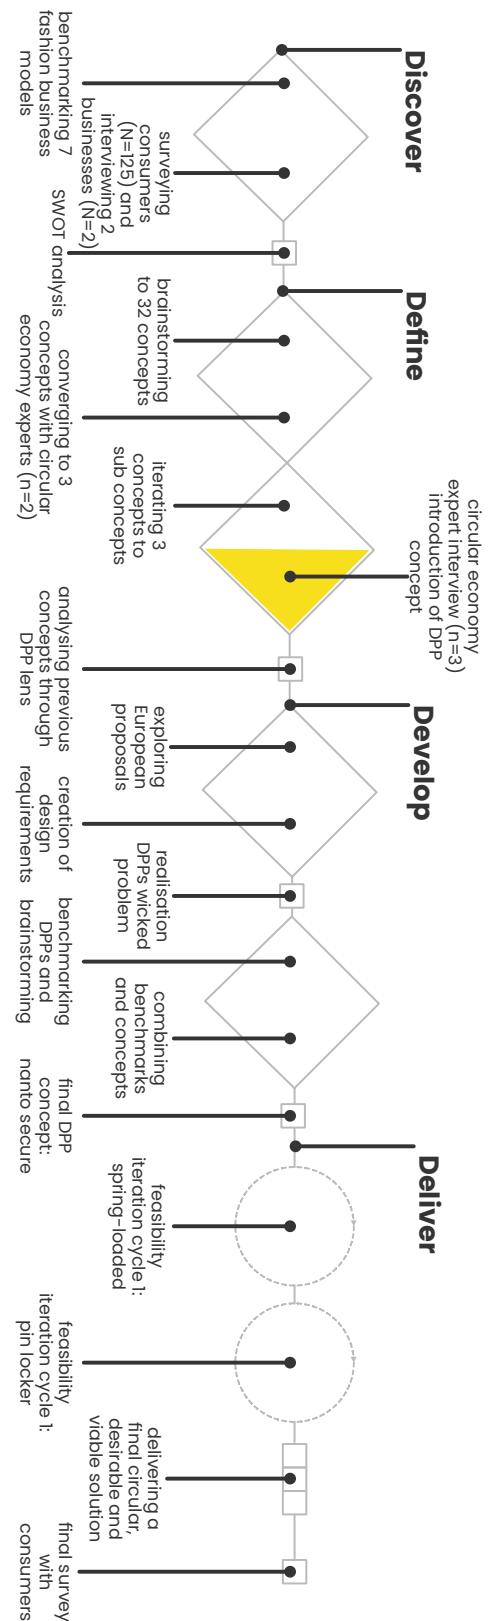 Discover
benchmarking 7
fashion business
models
surveying
consumers
(N=125) and
interviewing 2
businesses (N=2)
SWOT analysis
Define
brainstorming
to 32 concepts
converging to 3
concepts with circular
economy experts (n=2)
iterating 3
concepts to
sub concepts
circular economy
expert interview (n=3)
introduction of DPP
concept
analysing previous
concepts through
DPP lens
Develop
exploring
European
proposals
creation of
design
requirements
realisation
DPPs wicked
problem
benchmarking
DPPs and
brainstorming
combining
benchmarks
and concepts
final DPP
concept:
nanto secure
Deliver
feasibility
iteration cycle 1:
spring-loaded
feasibility
iteration cycle 1:
pin locker
delivering a
final circular,
desirable and
viable solution
final survey
with
consumers